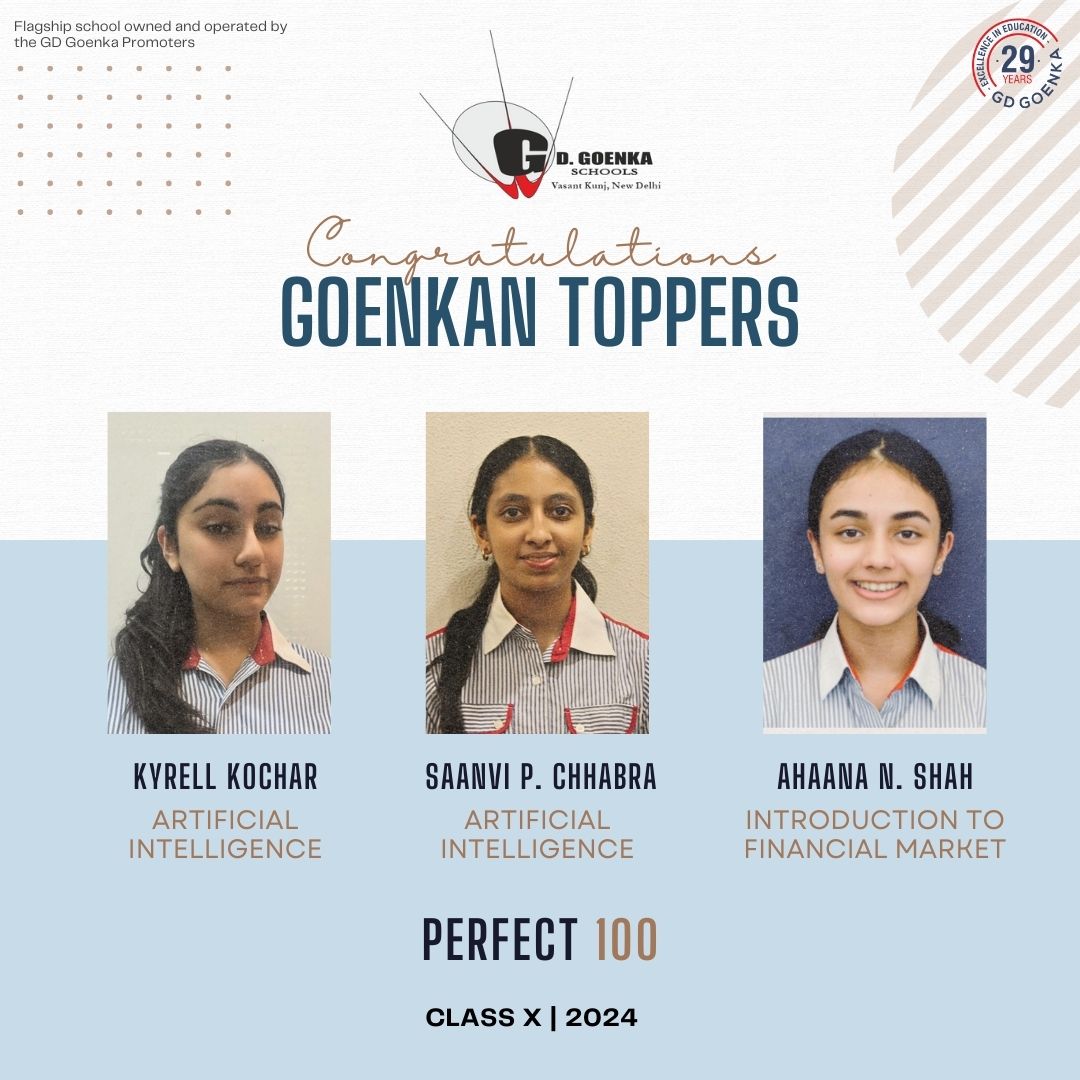 Flagship school owned and operated by
the GD Goenka Promoters
EXCELLENCE IN EDUCATION
29
YEARS
GD GOENKA
G D. GOENKA
SCHOOLS
Vasant Kunj, New Delhi
Congratulations
GOENKAN TOPPERS
KYRELL KOCHAR
ARTIFICIAL
INTELLIGENCE
SAANVI P. CHHABRA
ARTIFICIAL
INTELLIGENCE
AHAANA N. SHAH
INTRODUCTION TO
FINANCIAL MARKET
PERFECT 100
CLASS X | 2024